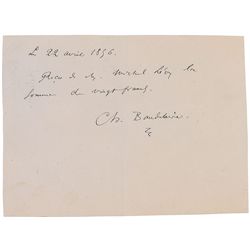 Le 22 avril 1856.
Reçu de M. Michel Lévy la
somme de vingt francs.
Ch. Baudelaire.